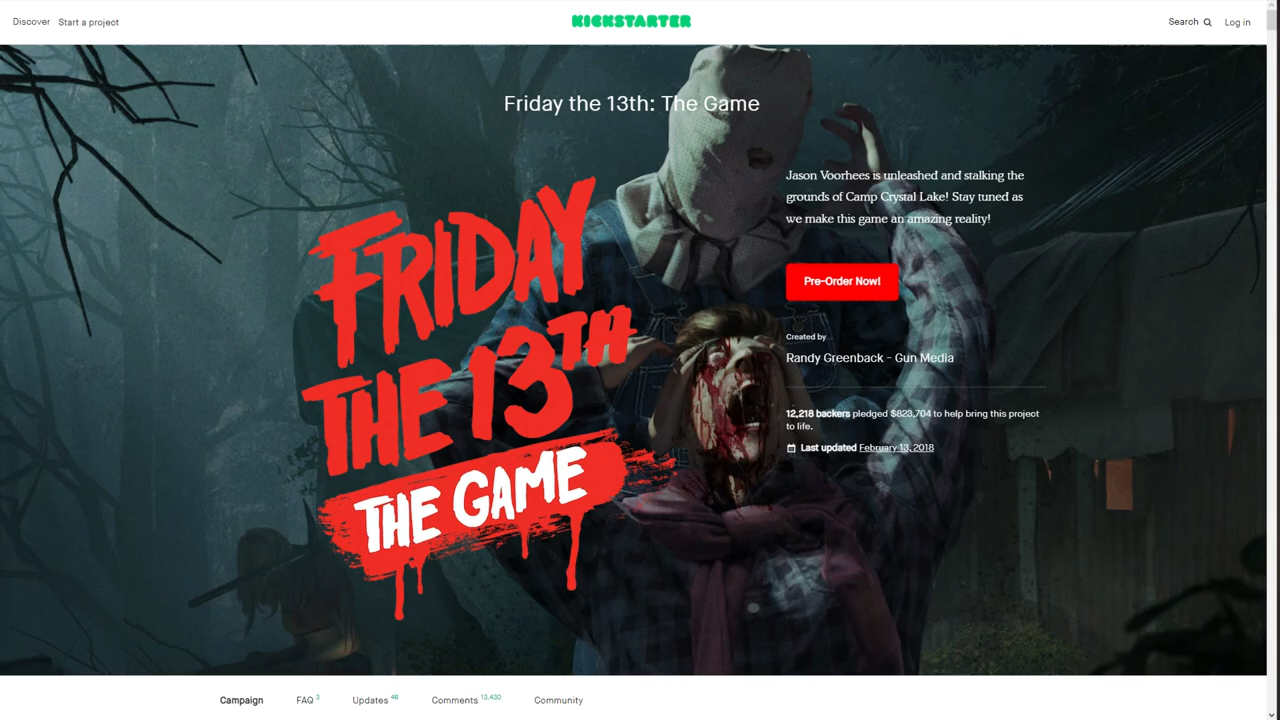 Discover Start a project
KICKSTARTER
Search
Log in
Friday the 13th: The Game
FRIDAY
THE 13TH
THE GAME
Jason Voorhees is unleashed and stalking the
grounds of Camp Crystal Lake! Stay tuned as
we make this game an amazing reality!
Pre-Order Now!
Created by
Randy Greenback - Gun Media
12,218 backers pledged $823,704 to help bring this project
to life.
Last updated February 13, 2018
Campaign FAQ 3 Updates 46 Comments 13,430 Community